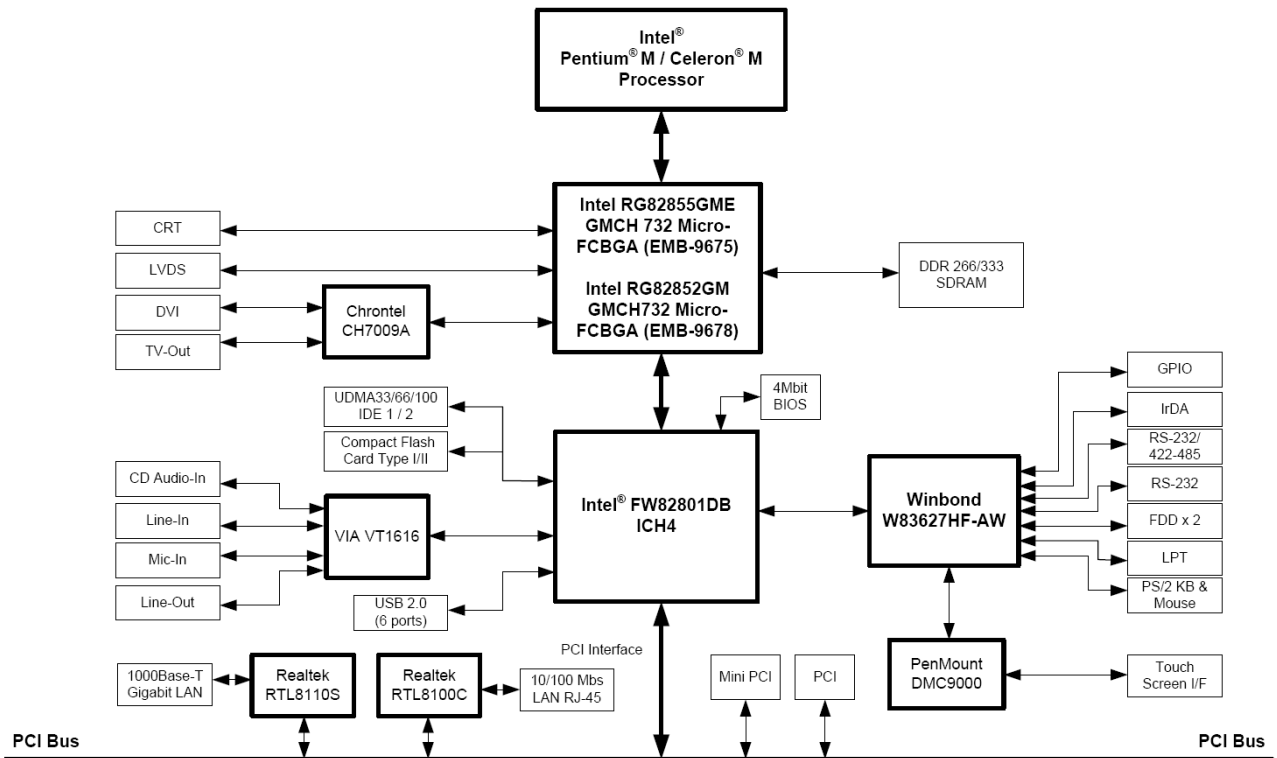 Intel®
Pentium® M / Celeron® M
Processor
Intel RG82855GME
GMCH 732 Micro-
FCBGA (EMB-9675)
Intel RG82852GM
GMCH732 Micro-
FCBGA (EMB-9678)
CRT
LVDS
DVI
TV-Out
Chrontel
CH7009A
DDR 266/333
SDRAM
UDMA33/66/100
IDE 1 / 2
Compact Flash
Card Type I/II
4Mbit
BIOS
GPIO
IrDA
RS-232/
422-485
RS-232
FDD x 2
LPT
PS/2 KB &
Mouse
CD Audio-In
Line-In
Mic-In
Line-Out
VIA VT1616
Intel® FW82801DB
ICH4
Winbond
W83627HF-AW
USB 2.0
(6 ports)
PCI Interface
1000Base-T
Gigabit LAN
Realtek
RTL8110S
Realtek
RTL8100C
10/100 Mbs
LAN RJ-45
Mini PCI
PCI
PenMount
DMC9000
Touch
Screen I/F
PCI Bus
PCI Bus